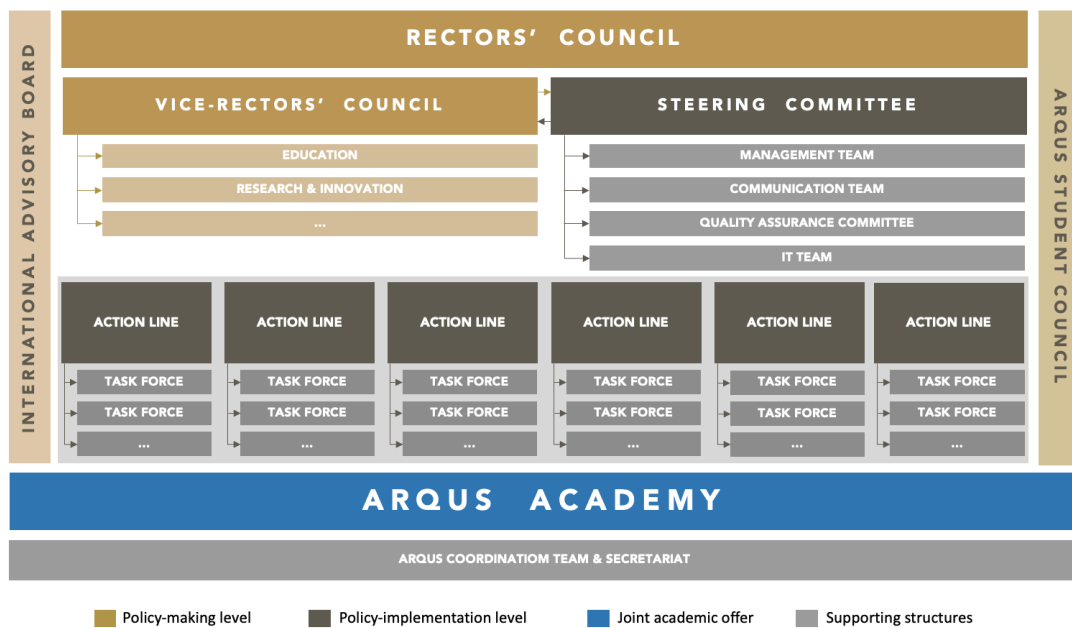 INTERNATIONAL ADVISORY BOARD
RECTORS’ COUNCIL
ARQUS STUDENT COUNCIL
VICE-RECTORS’ COUNCIL
STEERING COMMITTEE
EDUCATION
RESEARCH & INNOVATION
...
MANAGEMENT TEAM
COMMUNICATION TEAM
QUALITY ASSURANCE COMMITTEE
IT TEAM
ACTION LINE
TASK FORCE
TASK FORCE
...
ACTION LINE
TASK FORCE
TASK FORCE
...
ACTION LINE
TASK FORCE
TASK FORCE
...
ACTION LINE
TASK FORCE
TASK FORCE
...
ACTION LINE
TASK FORCE
TASK FORCE
...
ACTION LINE
TASK FORCE
TASK FORCE
...
ARQUS ACADEMY
ARQUS COORDINATIOM TEAM & SECRETARIAT
Policy-making level
Policy-implementation level
Joint academic offer
Supporting structures